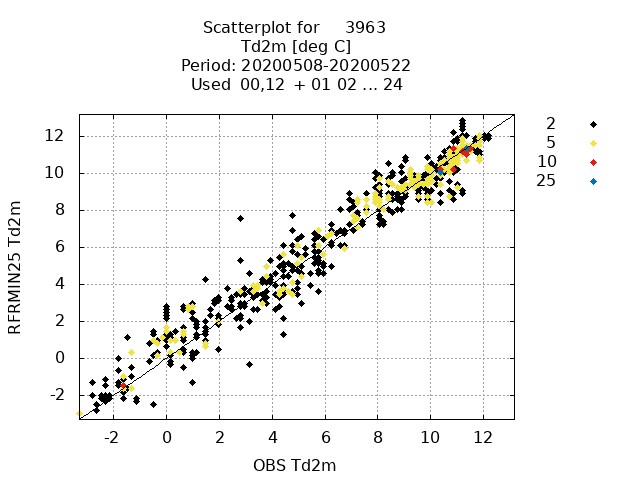 Scatterplot for 3963
Td2m [deg C]
Period: 20200508-20200522
Used 00,12 + 01 02 ... 24
12
10
8
6
4
2
0
-2
-2 0 2 4 6 8 10 12
RFRMIN25 Td2m
OBS Td2m
2
5
10
25